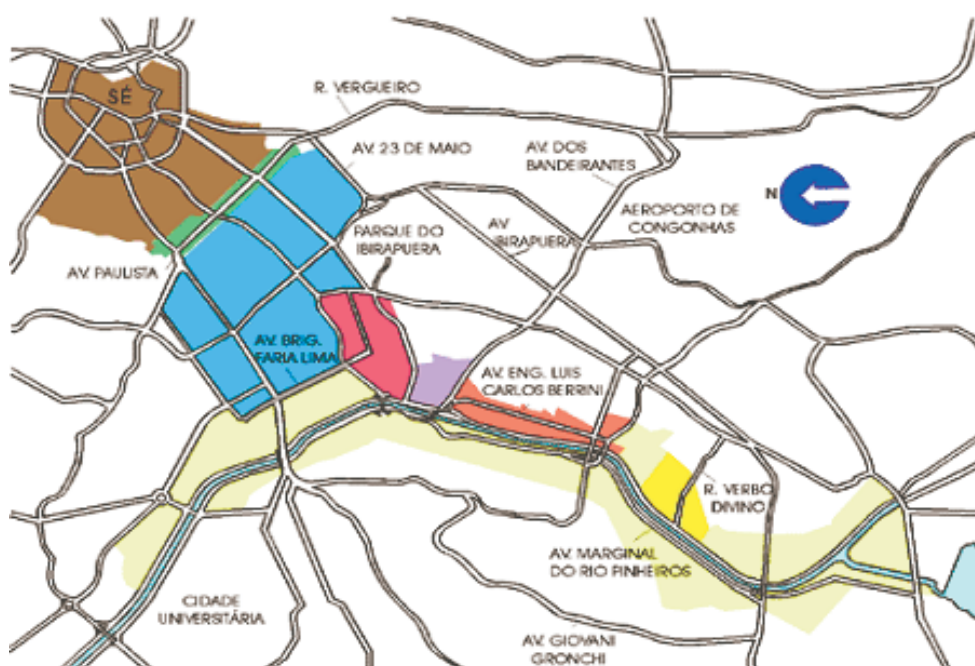 SÉ
R. VERGUEIRO
AV. 23 DE MAIO
AV. DOS
BANDEIRANTES
N
AEROPORTO DE
CONGONHAS
PARQUE DO
IBIRAPUERA
AV.
IBIRAPUERA
AV. PAULISTA
AV. BRIG.
FARIA LIMA
AV. ENG. LUIS
CARLOS BERRINI
R. VERBO
DIVINO
AV. MARGINAL
DO RIO PINHEIROS
CIDADE
UNIVERSITÁRIA
AV. GIOVANI
GRONCHI